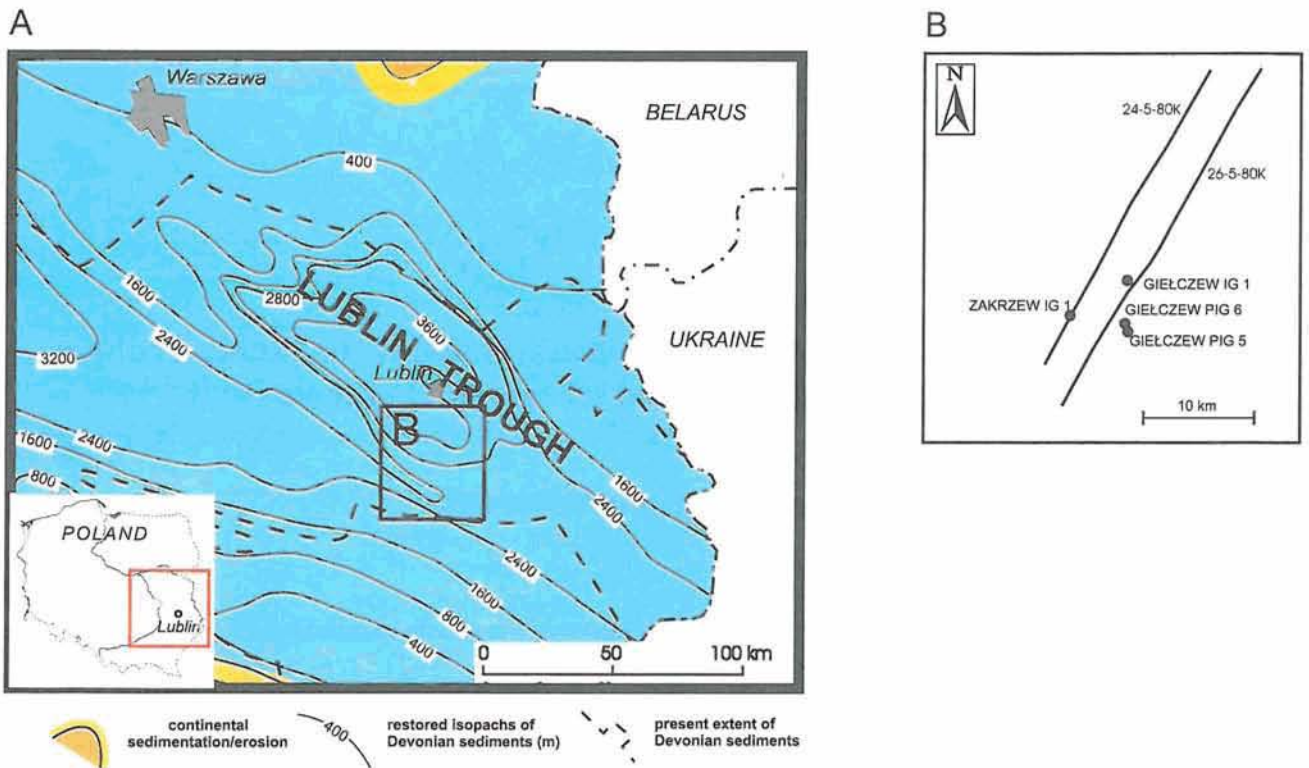 A
Warszawa
BELARUS
400
1600
2800
LUBLIN TROUGH
3600
UKRAINE
3200
2400
Lublin
B
1600
2400
800
1600
2400
2400
1600
800
400
POLAND
Lublin
0 50 100 km
continental
sedimentation/erosion
400
restored isopachs of
Devonian sediments (m)
present extent of
Devonian sediments
B
N
24-5-80K
26-5-80K
GIEŁCZEW IG 1
ZAKRZEW IG 1
GIEŁCZEW PIG 6
GIEŁCZEW PIG 5
10 km